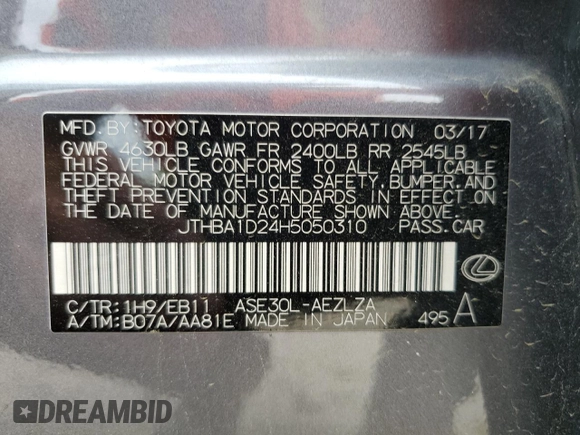 MFD. BY: TOYOTA MOTOR CORPORATION 03/17
GVWR 4630LB GAWR FR 2400LB RR 2545LB
THIS VEHICLE CONFORMS TO ALL APPLICABLE
FEDERAL MOTOR VEHICLE SAFETY, BUMPER, AND
THEFT PREVENTION STANDARDS IN EFFECT ON
THE DATE OF MANUFACTURE SHOWN ABOVE.
JTHBA1D24H5050310 PASS. CAR
C/TR: 1H9/EB11 ASE30L-AEZLZA
A/TM: B07A/AA81E MADE IN JAPAN 495 A
DREAMBID